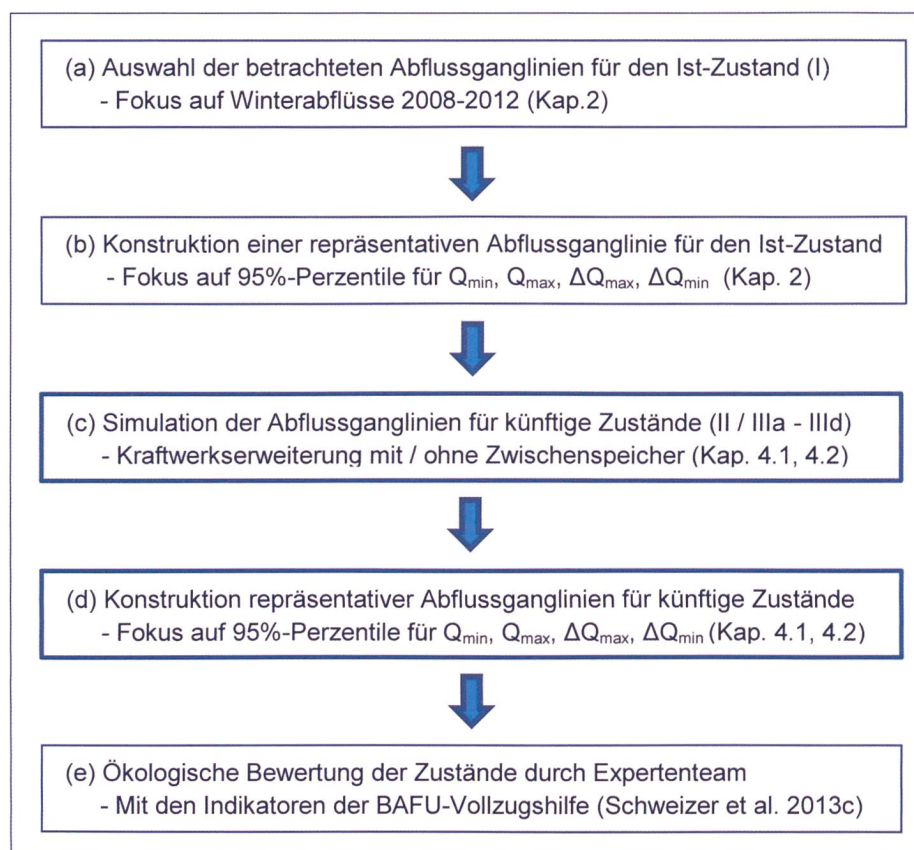 (a) Auswahl der betrachteten Abflussganglinien für den Ist-Zustand (I)
- Fokus auf Winterabflüsse 2008-2012 (Kap.2)
(b) Konstruktion einer repräsentativen Abflussganglinie für den Ist-Zustand
- Fokus auf 95%-Perzentile für Qmin, Qmax, ΔQmax, ΔQmin (Kap. 2)
(c) Simulation der Abflussganglinien für künftige Zustände (II / IIIa - IIId)
- Kraftwerkserweiterung mit / ohne Zwischenspeicher (Kap. 4.1, 4.2)
(d) Konstruktion repräsentativer Abflussganglinien für künftige Zustände
- Fokus auf 95%-Perzentile für Qmin, Qmax, ΔQmax, ΔQmin (Kap. 4.1, 4.2)
(e) Ökologische Bewertung der Zustände durch Expertenteam
- Mit den Indikatoren der BAFU-Vollzugshilfe (Schweizer et al. 2013c)